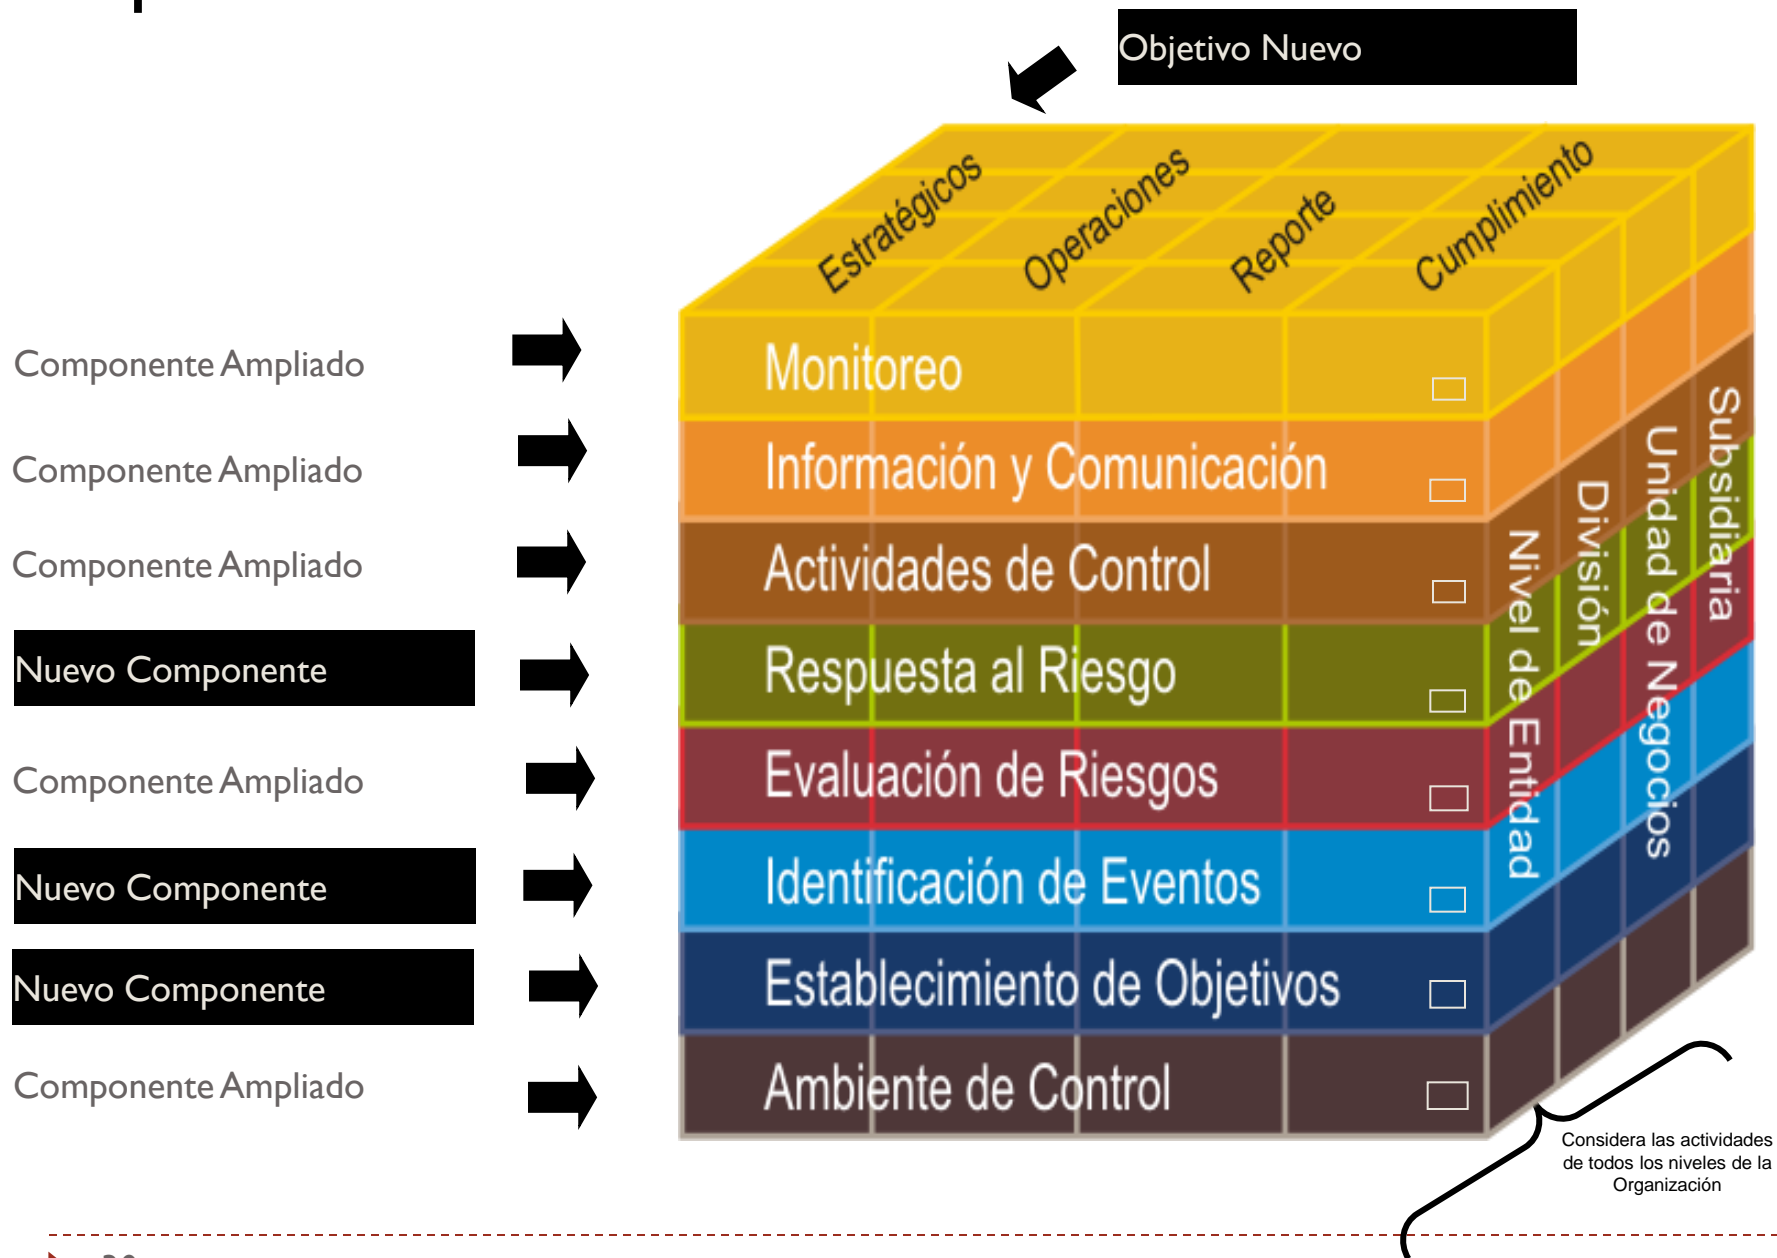 Objetivo Nuevo
Estratégicos
Operaciones
Reporte
Cumplimiento
Componente Ampliado
Monitoreo
Componente Ampliado
Información y Comunicación
Componente Ampliado
Actividades de Control
Nuevo Componente
Respuesta al Riesgo
Componente Ampliado
Evaluación de Riesgos
Nuevo Componente
Identificación de Eventos
Nuevo Componente
Establecimiento de Objetivos
Componente Ampliado
Ambiente de Control
Nivel de Entidad
División
Unidad de Negocios
Subsidiaria
Considera las actividades
de todos los niveles de la
Organización